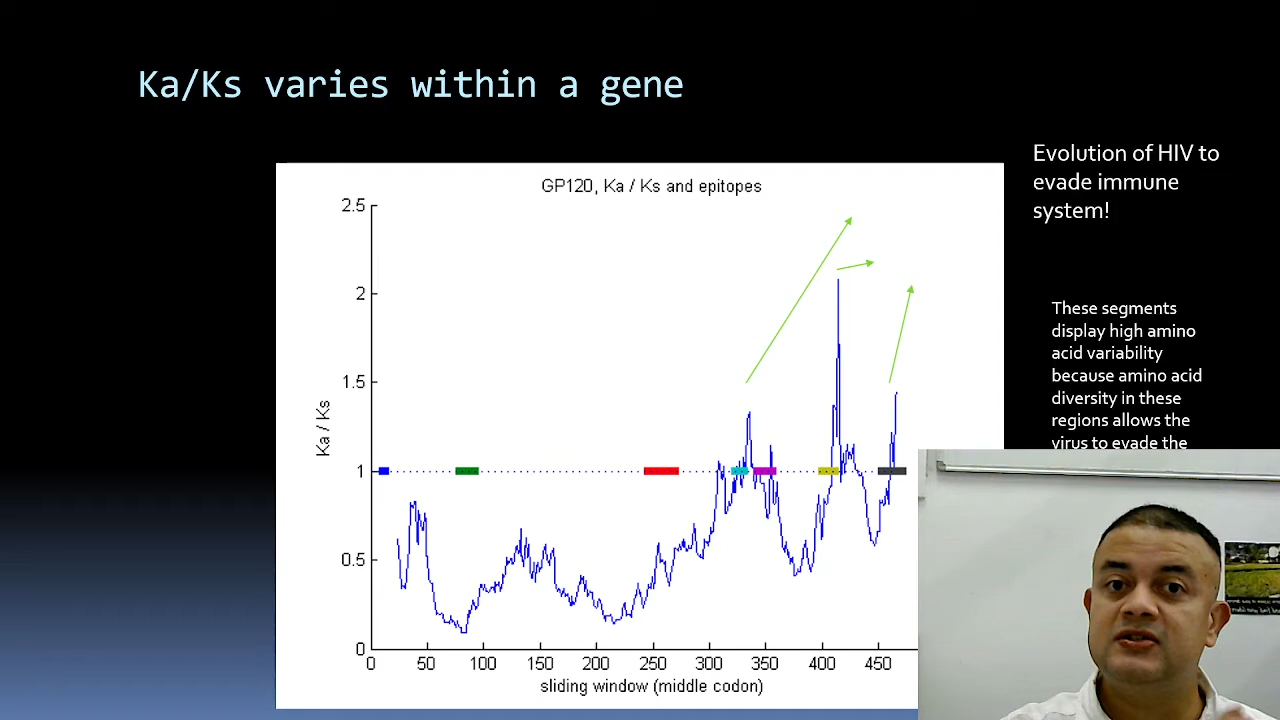 Ka/Ks varies within a gene
Evolution of HIV to
evade immune
system!
GP120, Ka / Ks and epitopes
2.5
2
1.5
1
0.5
0
Ka / Ks
0 50 100 150 200 250 300 350 400 450
sliding window (middle codon)
These segments
display high amino
acid variability
because amino acid
diversity in these
regions allows the
virus to evade the